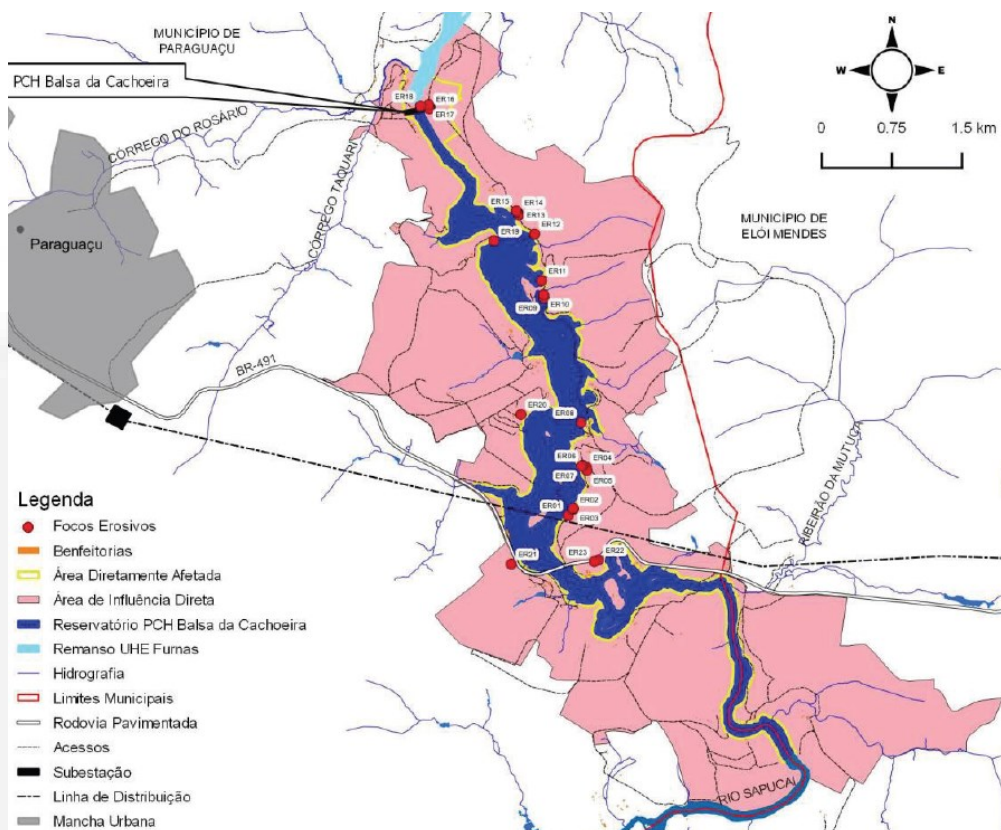 MUNICÍPIO DE
PARAGUAÇU
PCH Balsa da Cachoeira
N
W E
S
0 0.75 1.5 km
ER18
ER16
ER17
CÓRREGO DO ROSÁRIO
CÓRREGO TAQUARI
Paraguaçu
MUNICÍPIO DE
ELÓI MENDES
ER15
ER14
ER13
ER12
ER19
ER11
ER09
ER10
BR-491
ER20
ER08
ER06
ER04
ER07
ER05
RIBEIRÃO DA MUTUCA
ER01
ER02
ER03
ER21
ER23
ER22
RIO SAPUCAI
Legenda
Focos Erosivos
Benfeitorias
Área Diretamente Afetada
Área de Influência Direta
Reservatório PCH Balsa da Cachoeira
Remanso UHE Furnas
Hidrografia
Limites Municipais
Rodovia Pavimentada
Acessos
Subestação
Linha de Distribuição
Mancha Urbana